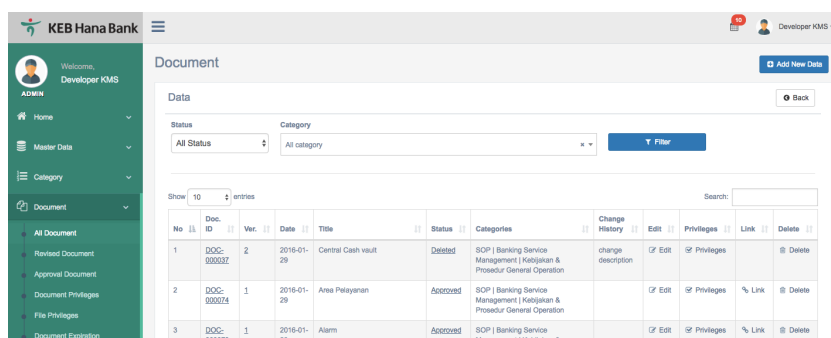 KEB Hana Bank
10
Developer KMS
Welcome,
Developer KMS
ADMIN
Home
Master Data
Category
Document
All Document
Revised Document
Approval Document
Document Privileges
File Privileges
Document Expiration
Document
Add New Data
Data
Back
Status
Category
All Status
All category
Filter
Show 10 entries
Search:
No Doc. ID Ver. Date Title Status Categories Change History Edit Privileges Link Delete
1 DOC-000037 2 2016-01-29 Central Cash vault Deleted SOP | Banking Service Management | Kebijakan & Prosedur General Operation change description Edit Privileges Delete
2 DOC-000074 1 2016-01-29 Area Pelayanan Approved SOP | Banking Service Management | Kebijakan & Prosedur General Operation Edit Privileges Link Delete
3 DOC- 1 2016-01- Alarm Approved SOP | Banking Service Edit Privileges Link Delete